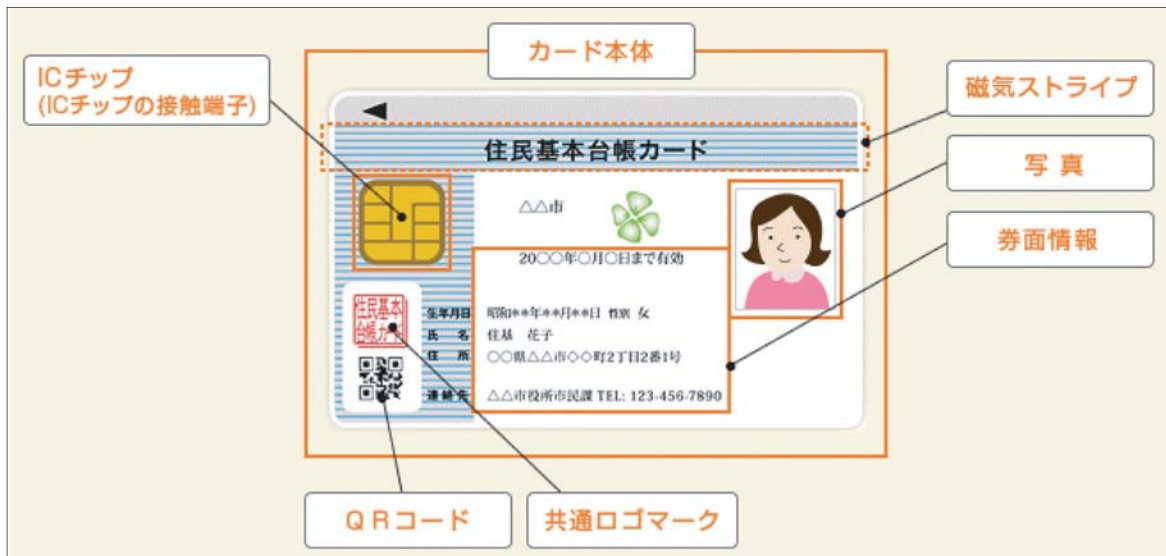 カード本体
ICチップ
(ICチップの接触端子)
磁気ストライプ
住民基本台帳カード
写 真
△△市
券面情報
20○○年○月○日まで有効
住民基本
台帳カード
生年月日 昭和**年**月**日 性別 女
氏 名 住基 花子
住 所 ○○県△△市◇◇町2丁目2番1号
連絡先 △△市役所市民課 TEL: 123-456-7890
QRコード
共通ロゴマーク